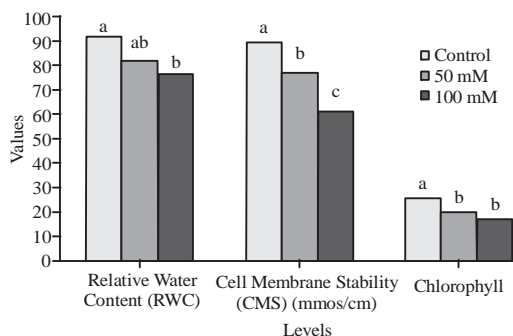 100
90
80
70
60
50
40
30
20
10
0
Values
a
ab
b
a
b
c
a
b
b
Control
50 mM
100 mM
Relative Water
Content (RWC)
Cell Membrane Stability
(CMS) (mmos/cm)
Chlorophyll
Levels